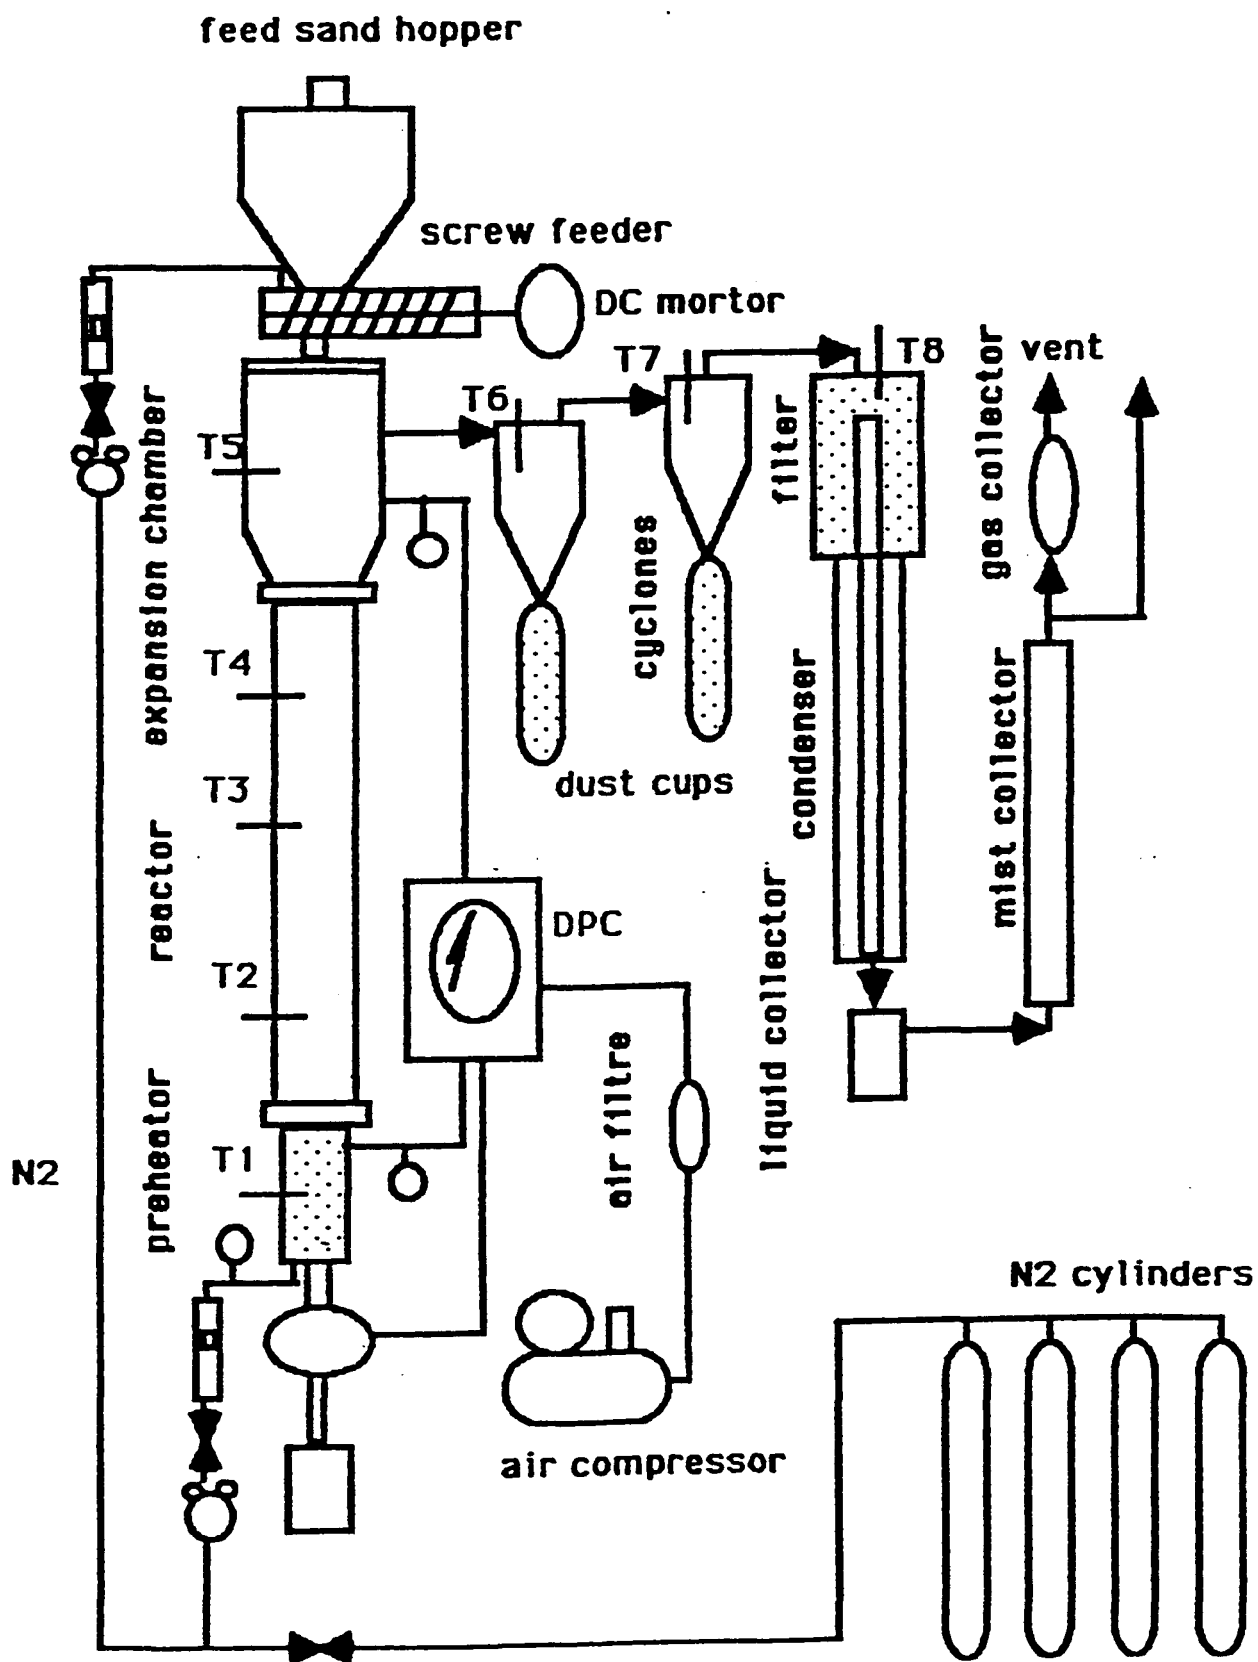 feed sand hopper
screw feeder
DC mortor
T7
T8
vent
gas collector
T6
filter
T5
expansion chamber
cyclones
T4
condenser
mist collector
dust cups
T3
reactor
DPC
liquid collector
T2
air filtre
preheater
T1
N2
N2 cylinders
air compressor